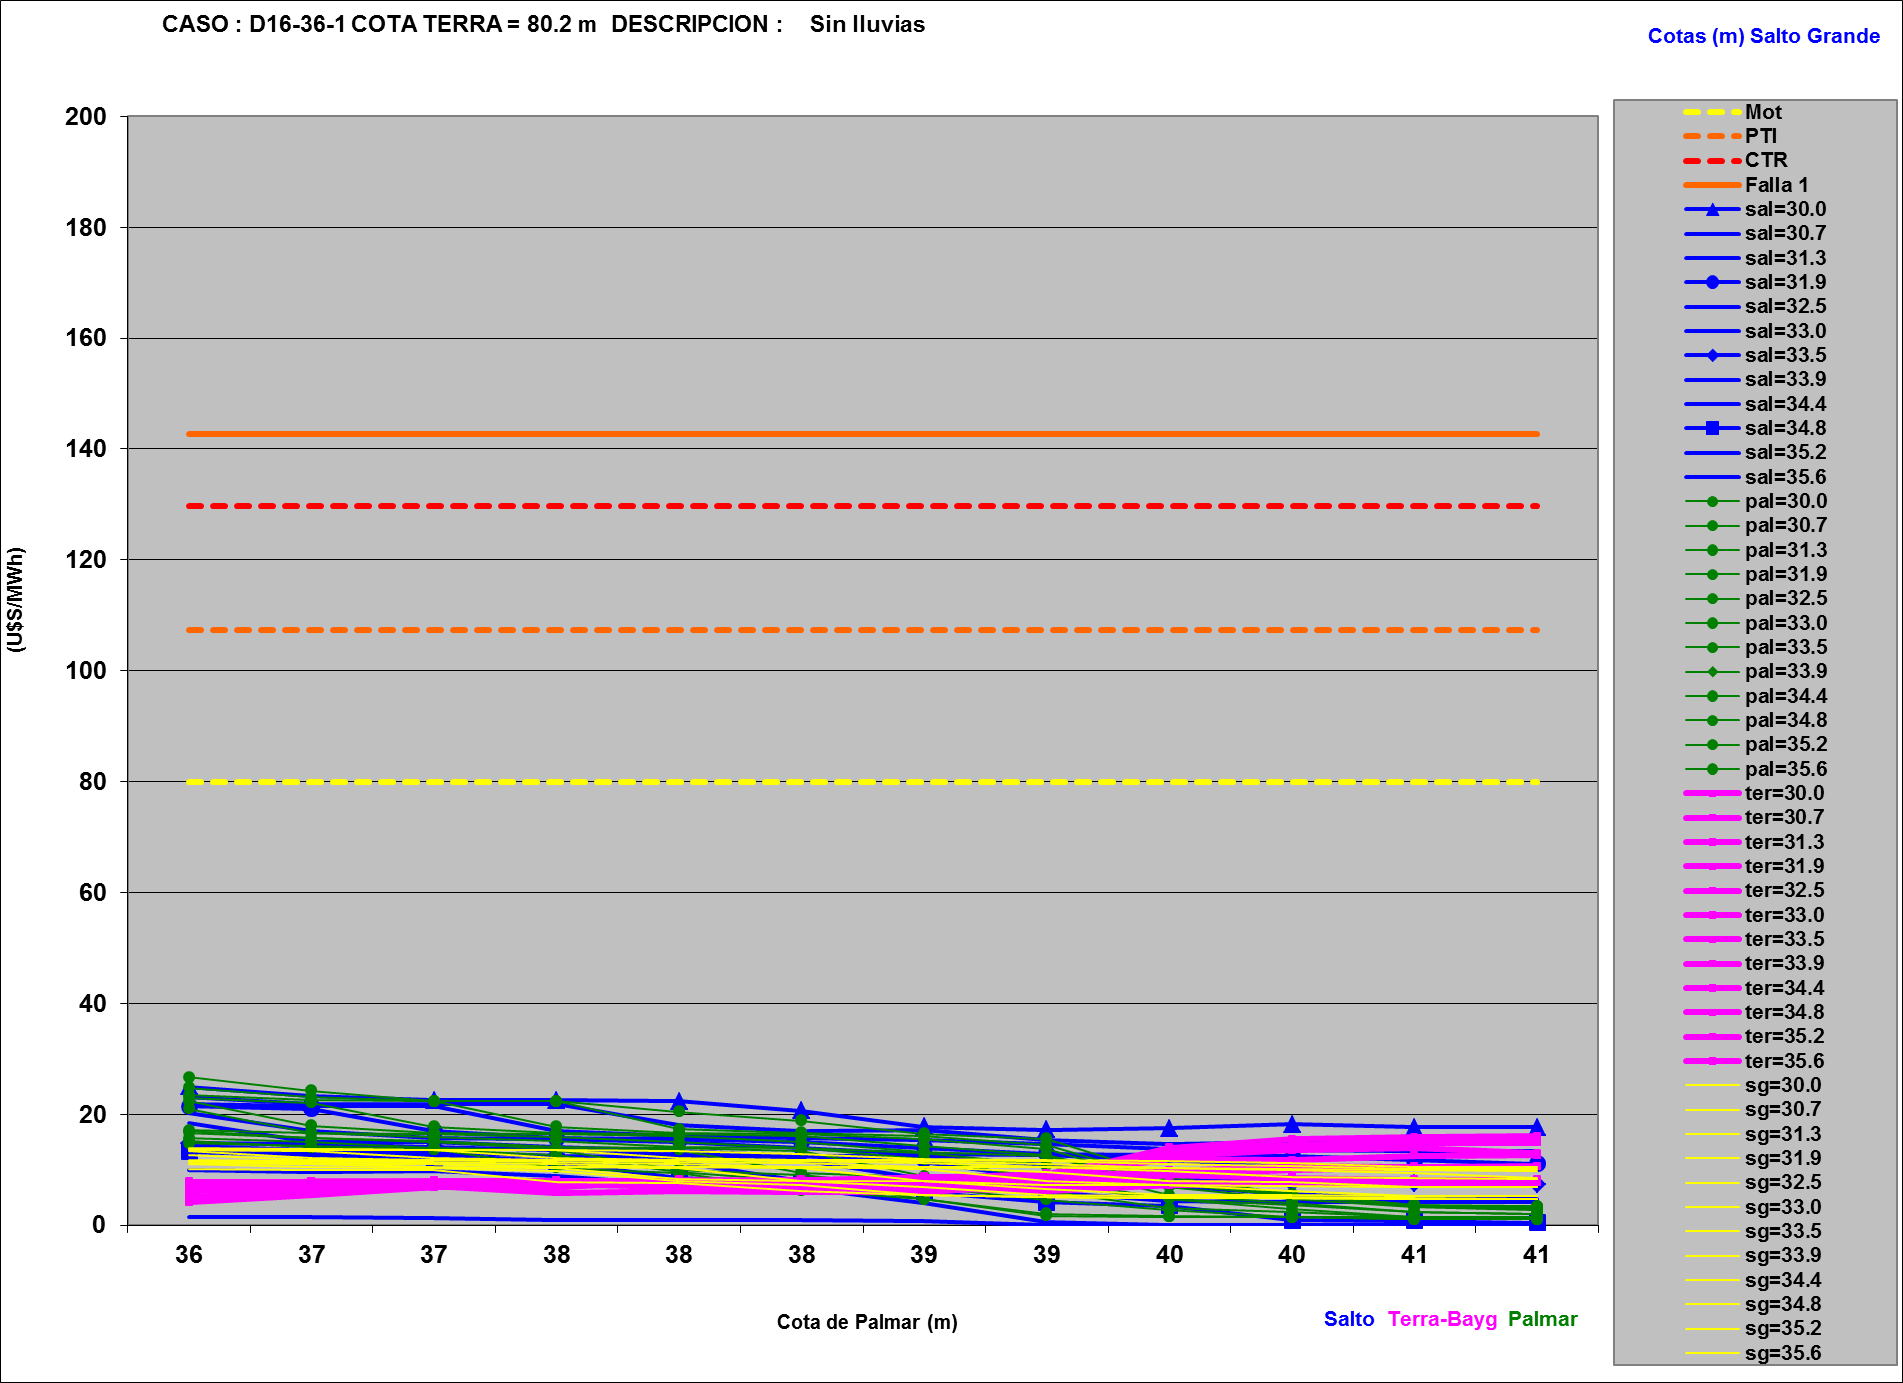 CASO : D16-36-1 COTA TERRA = 80.2 m DESCRIPCION : Sin lluvias
Cotas (m) Salto Grande
200
180
160
140
120
100
80
60
40
20
0
(U$S/MWh)
36 37 37 38 38 38 39 39 40 40 41 41
Cota de Palmar (m)
Salto Terra-Bayg Palmar
Mot
PTI
CTR
Falla 1
sal=30.0
sal=30.7
sal=31.3
sal=31.9
sal=32.5
sal=33.0
sal=33.5
sal=33.9
sal=34.4
sal=34.8
sal=35.2
sal=35.6
pal=30.0
pal=30.7
pal=31.3
pal=31.9
pal=32.5
pal=33.0
pal=33.5
pal=33.9
pal=34.4
pal=34.8
pal=35.2
pal=35.6
ter=30.0
ter=30.7
ter=31.3
ter=31.9
ter=32.5
ter=33.0
ter=33.5
ter=33.9
ter=34.4
ter=34.8
ter=35.2
ter=35.6
sg=30.0
sg=30.7
sg=31.3
sg=31.9
sg=32.5
sg=33.0
sg=33.5
sg=33.9
sg=34.4
sg=34.8
sg=35.2
sg=35.6